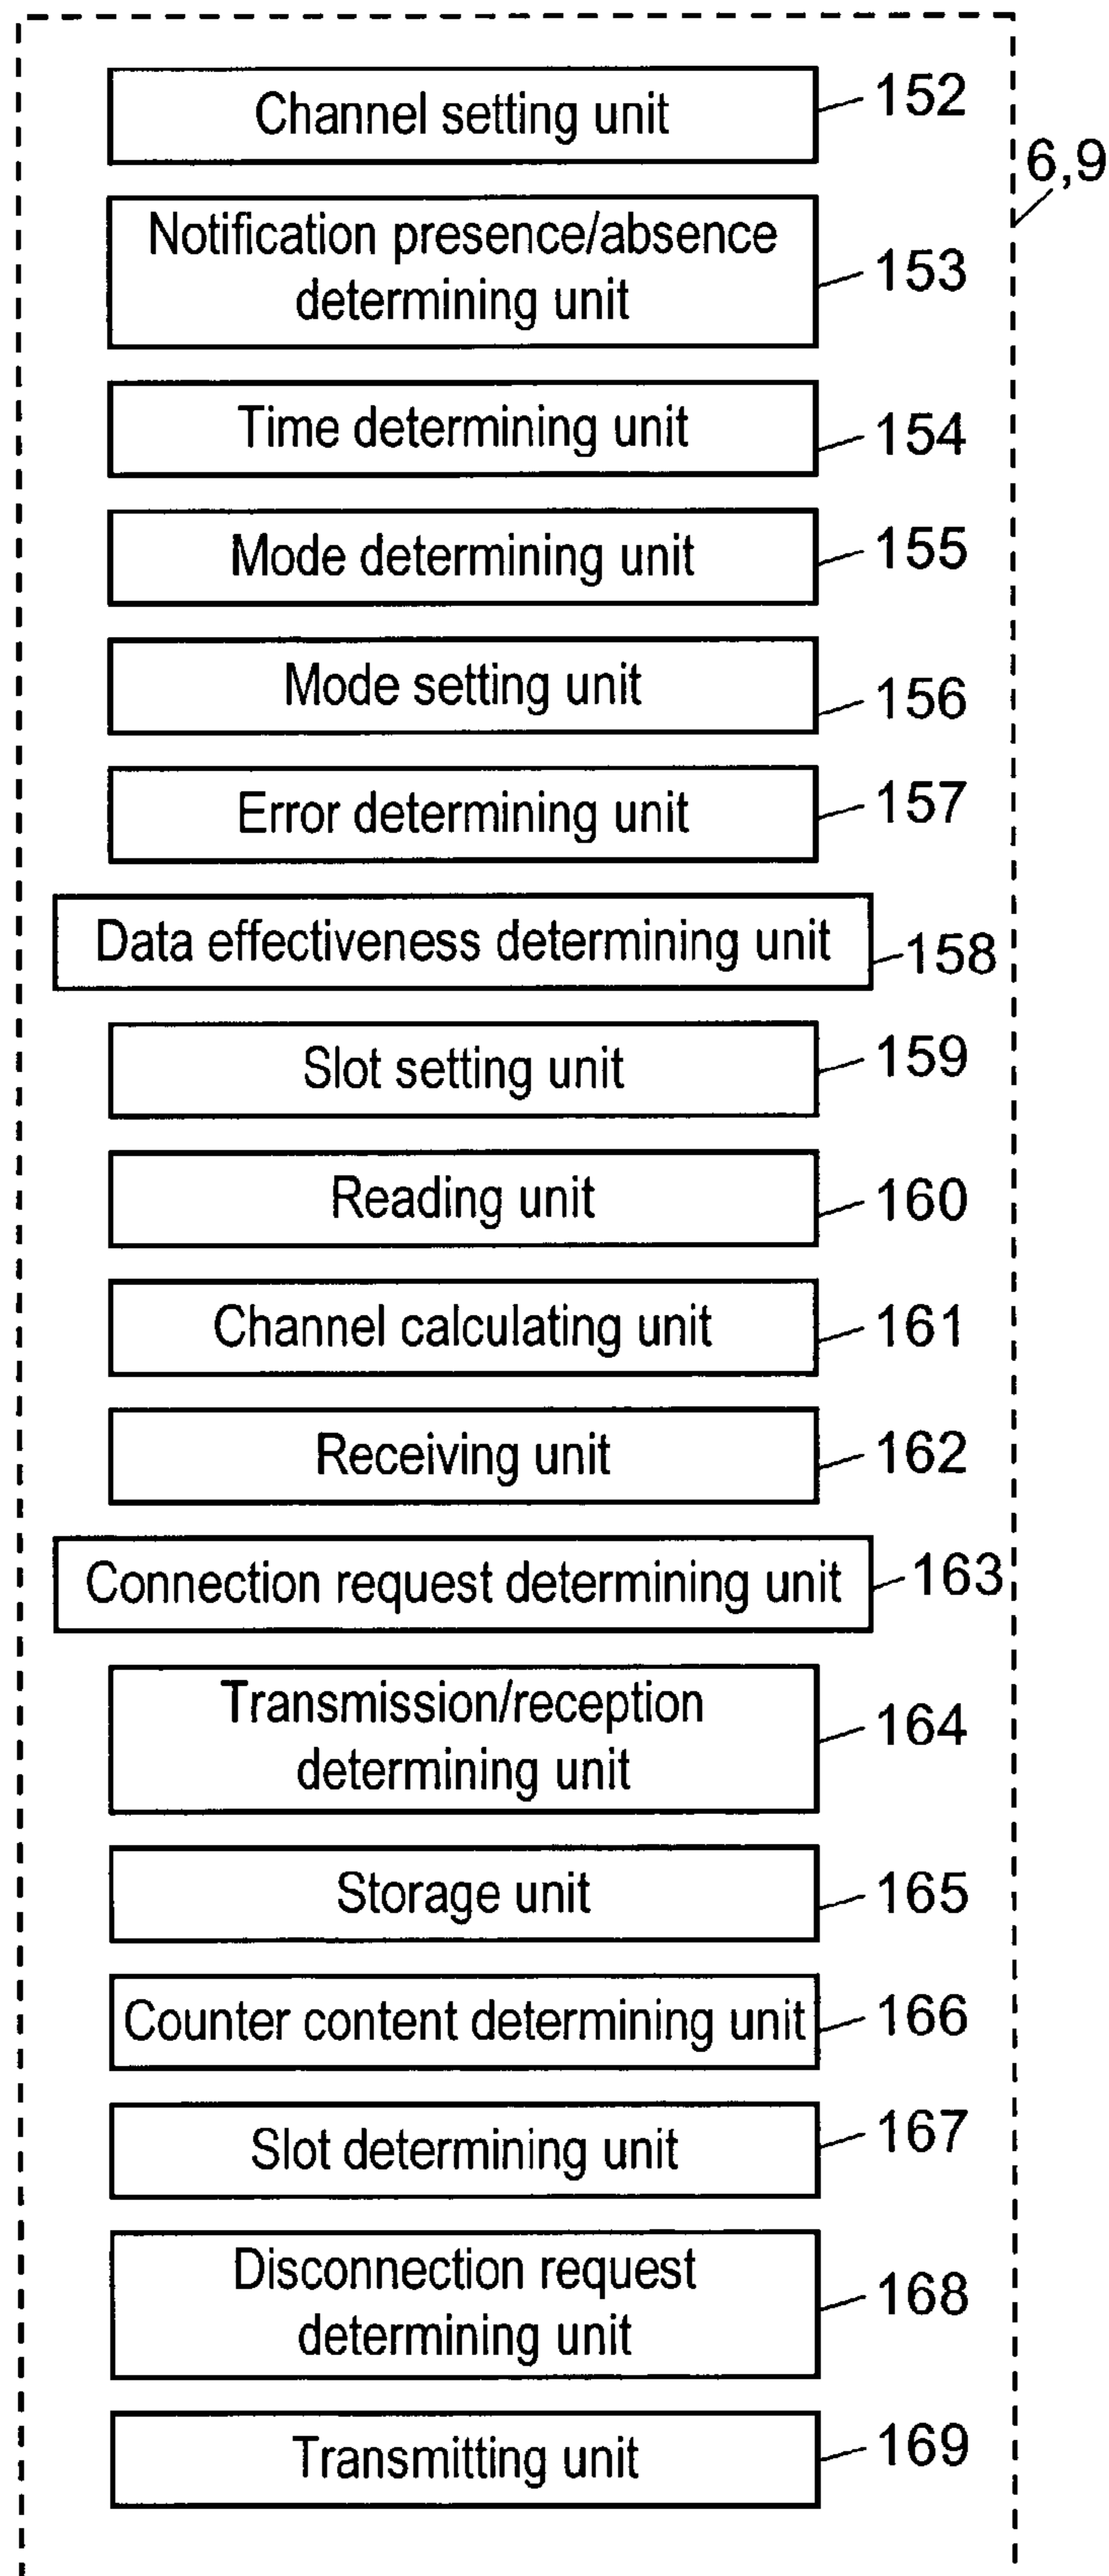 Channel setting unit
152
6,9
Notification presence/absence
determining unit
153
Time determining unit
154
Mode determining unit
155
Mode setting unit
156
Error determining unit
157
Data effectiveness determining unit
158
Slot setting unit
159
Reading unit
160
Channel calculating unit
161
Receiving unit
162
Connection request determining unit
163
Transmission/reception
determining unit
164
Storage unit
165
Counter content determining unit
166
Slot determining unit
167
Disconnection request
determining unit
168
Transmitting unit
169